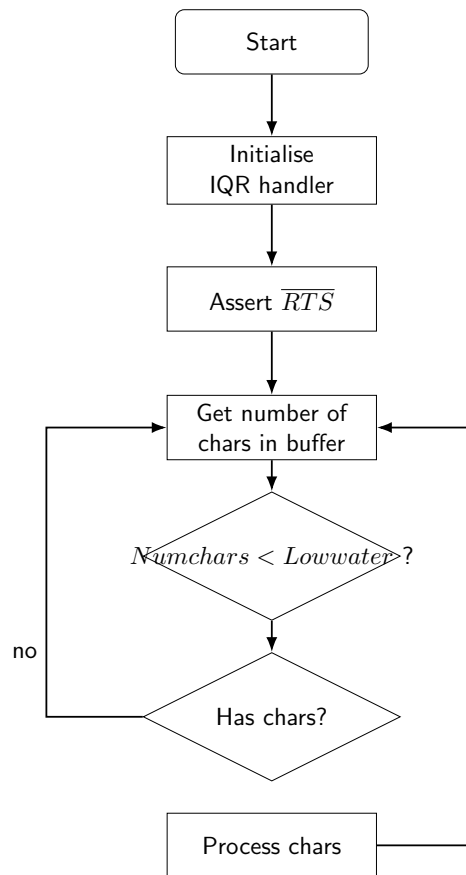 Start
Initialise
IQR handler
Assert $\overline{RTS}$
Get number of
chars in buffer
Numchars < Lowwater ?
no
Has chars?
Process chars